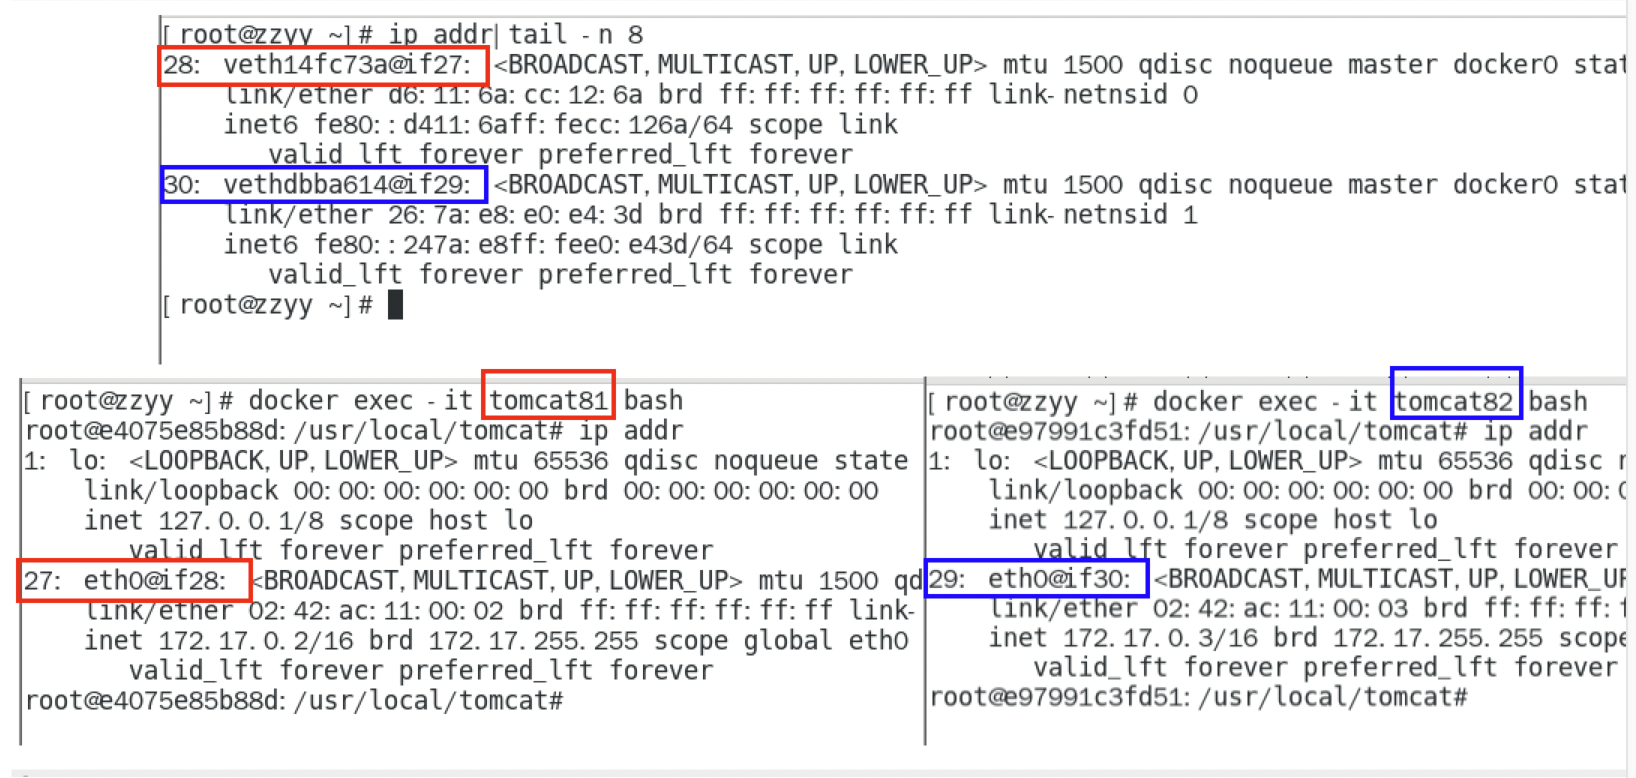 [root@zzyy ~]# ip addr| tail -n 8
28: veth14fc73a@if27: <BROADCAST,MULTICAST,UP,LOWER_UP> mtu 1500 qdisc noqueue master docker0 stat
link/ether d6:11:6a:cc:12:6a brd ff:ff:ff:ff:ff:ff link-netnsid 0
inet6 fe80::d411:6aff:fecc:126a/64 scope link
valid_lft forever preferred_lft forever
30: vethdbba614@if29: <BROADCAST,MULTICAST,UP,LOWER_UP> mtu 1500 qdisc noqueue master docker0 stat
link/ether 26:7a:e8:e0:e4:3d brd ff:ff:ff:ff:ff:ff link-netnsid 1
inet6 fe80::247a:e8ff:fee0:e43d/64 scope link
valid_lft forever preferred_lft forever
[root@zzyy ~]#
[root@zzyy ~]# docker exec -it tomcat81 bash
root@e4075e85b88d:/usr/local/tomcat# ip addr
1: lo: <LOOPBACK,UP,LOWER_UP> mtu 65536 qdisc noqueue state
link/loopback 00:00:00:00:00:00 brd 00:00:00:00:00:00
inet 127.0.0.1/8 scope host lo
valid_lft forever preferred_lft forever
27: eth0@if28: <BROADCAST,MULTICAST,UP,LOWER_UP> mtu 1500 qd
link/ether 02:42:ac:11:00:02 brd ff:ff:ff:ff:ff:ff link-
inet 172.17.0.2/16 brd 172.17.255.255 scope global eth0
valid_lft forever preferred_lft forever
root@e4075e85b88d:/usr/local/tomcat#
[root@zzyy ~]# docker exec -it tomcat82 bash
root@e97991c3fd51:/usr/local/tomcat# ip addr
1: lo: <LOOPBACK,UP,LOWER_UP> mtu 65536 qdisc
link/loopback 00:00:00:00:00:00 brd 00:00:
inet 127.0.0.1/8 scope host lo
valid_lft forever preferred_lft forever
29: eth0@if30: <BROADCAST,MULTICAST,UP,LOWER_UP
link/ether 02:42:ac:11:00:03 brd ff:ff:ff:
inet 172.17.0.3/16 brd 172.17.255.255 scope
valid_lft forever preferred_lft forever
root@e97991c3fd51:/usr/local/tomcat#